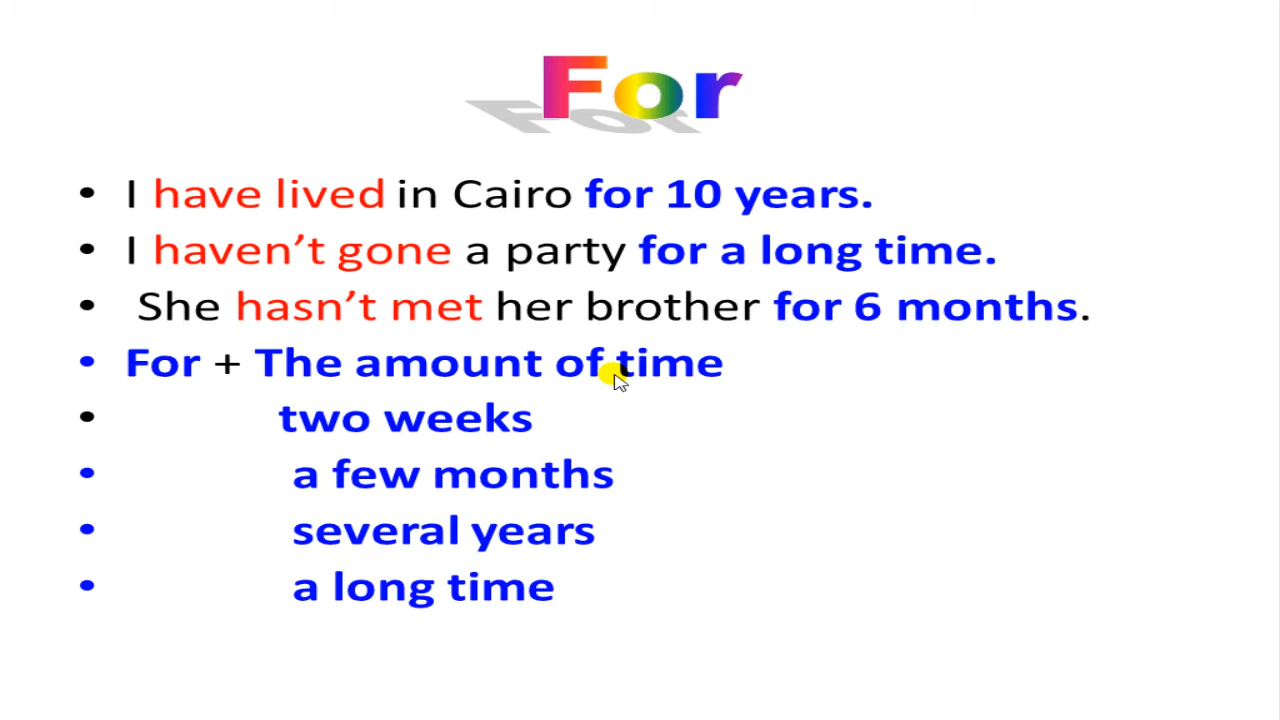 For
• I have lived in Cairo for 10 years.
• I haven’t gone a party for a long time.
• She hasn’t met her brother for 6 months.
• For + The amount of time
• two weeks
• a few months
• several years
• a long time